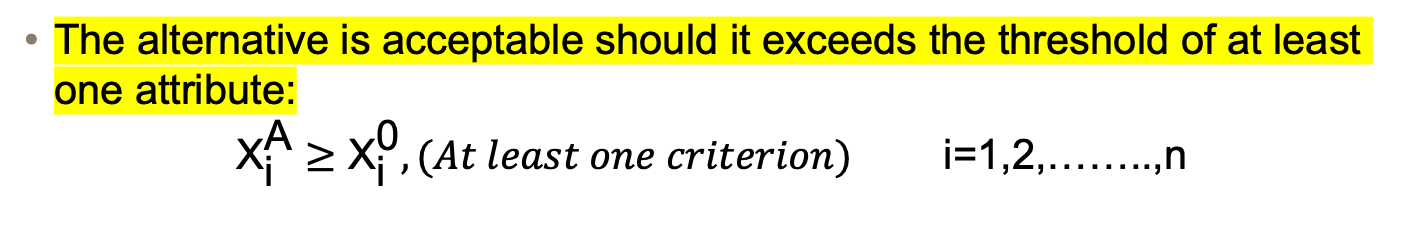 • The alternative is acceptable should it exceeds the threshold of at least
one attribute:
Xᵢᴬ ≥ Xᵢ⁰, (At least one criterion) i=1,2,……..,n